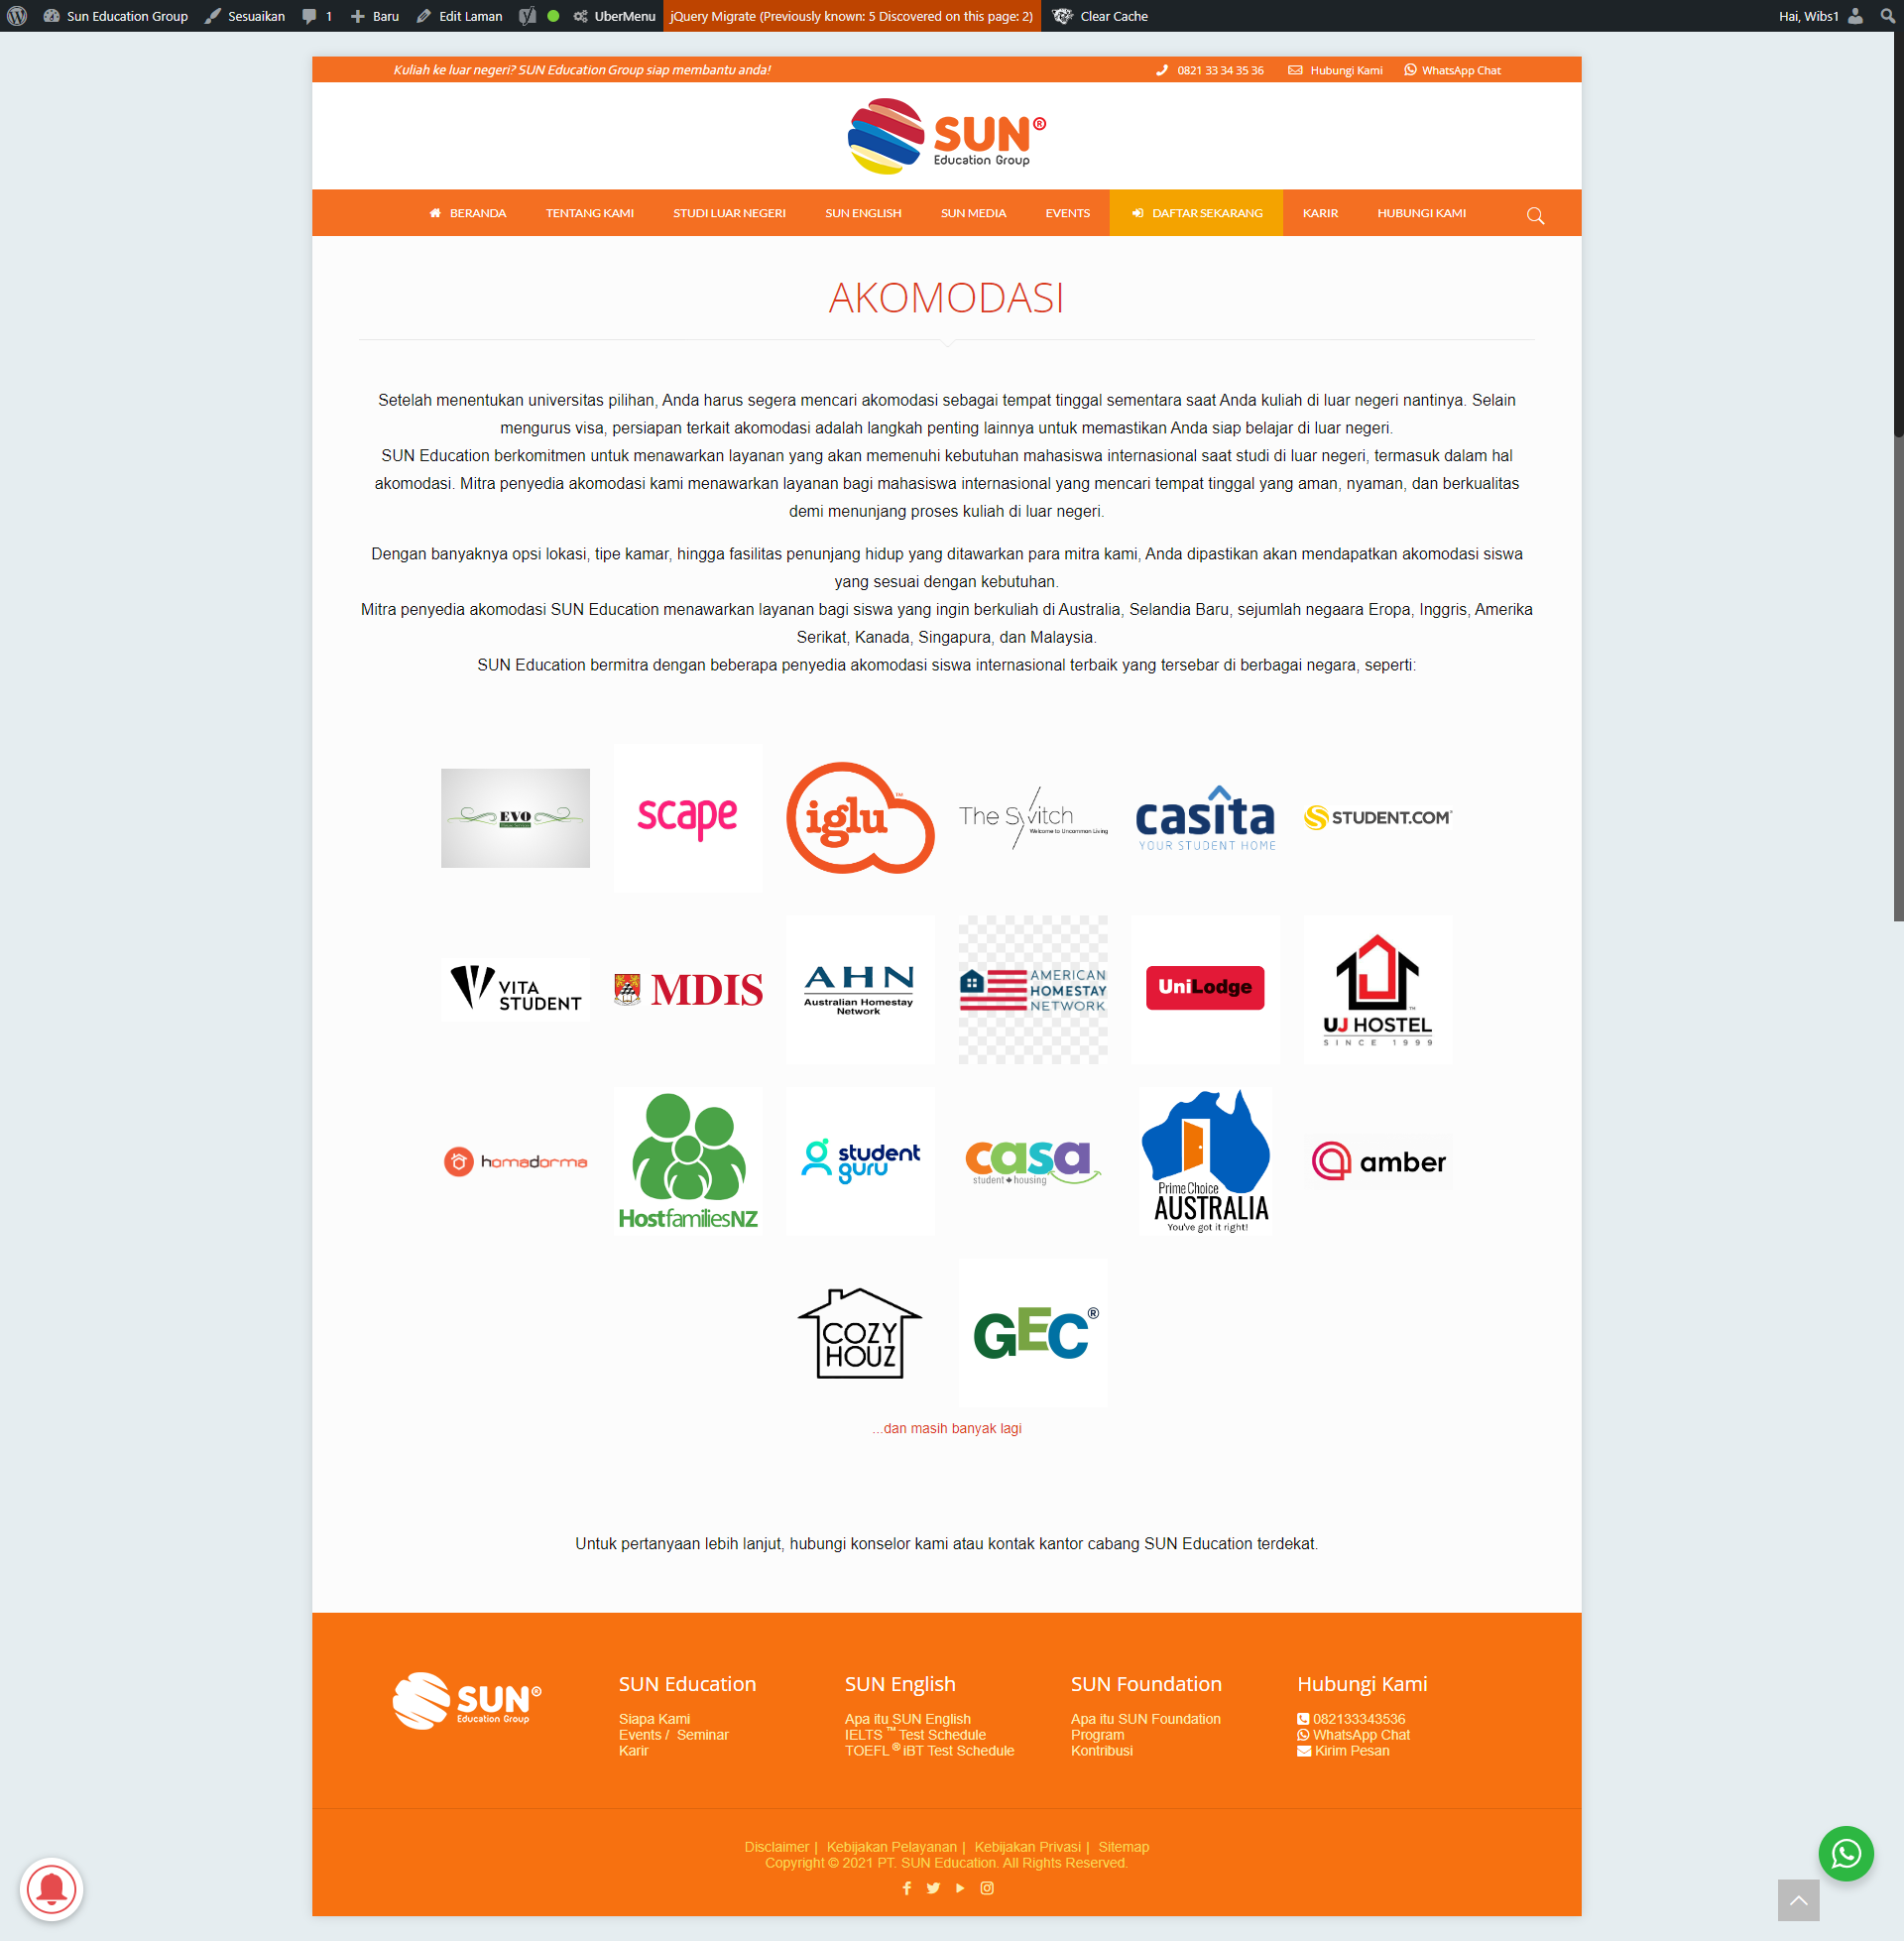 Sun Education Group Sesuaikan 1 Baru Edit Laman UberMenu jQuery Migrate (Previously known: 5 Discovered on this page: 2) Clear Cache Hai, Wibs1
Kuliah ke luar negeri? SUN Education Group siap membantu anda! 0821 33 34 35 36 Hubungi Kami WhatsApp Chat
SUN®
Education Group
BERANDA TENTANG KAMI STUDI LUAR NEGERI SUN ENGLISH SUN MEDIA EVENTS DAFTAR SEKARANG KARIR HUBUNGI KAMI
AKOMODASI
Setelah menentukan universitas pilihan, Anda harus segera mencari akomodasi sebagai tempat tinggal sementara saat Anda kuliah di luar negeri nantinya. Selain
mengurus visa, persiapan terkait akomodasi adalah langkah penting lainnya untuk memastikan Anda siap belajar di luar negeri.
SUN Education berkomitmen untuk menawarkan layanan yang akan memenuhi kebutuhan mahasiswa internasional saat studi di luar negeri, termasuk dalam hal
akomodasi. Mitra penyedia akomodasi kami menawarkan layanan bagi mahasiswa internasional yang mencari tempat tinggal yang aman, nyaman, dan berkualitas
demi menunjang proses kuliah di luar negeri.
Dengan banyaknya opsi lokasi, tipe kamar, hingga fasilitas penunjang hidup yang ditawarkan para mitra kami, Anda dipastikan akan mendapatkan akomodasi siswa
yang sesuai dengan kebutuhan.
Mitra penyedia akomodasi SUN Education menawarkan layanan bagi siswa yang ingin berkuliah di Australia, Selandia Baru, sejumlah negaara Eropa, Inggris, Amerika
Serikat, Kanada, Singapura, dan Malaysia.
SUN Education bermitra dengan beberapa penyedia akomodasi siswa internasional terbaik yang tersebar di berbagai negara, seperti:
EVO
scape
iglu™
The Switch
Welcome to Uncommon Living
casita
YOUR STUDENT HOME
STUDENT.COM
VITA
STUDENT
MDIS
AHN
Australian Homestay
Network
AMERICAN
HOMESTAY
NETWORK
UniLodge
UJ HOSTEL
SINCE 1999
homadorma
HostfamiliesNZ
student
guru
casa
student housing
Prime Choice
AUSTRALIA
You've got it right!
amber
COZY
HOUZ
GEC®
...dan masih banyak lagi
Untuk pertanyaan lebih lanjut, hubungi konselor kami atau kontak kantor cabang SUN Education terdekat.
SUN®
Education Group
SUN Education
Siapa Kami
Events / Seminar
Karir
SUN English
Apa itu SUN English
IELTS ™ Test Schedule
TOEFL ® iBT Test Schedule
SUN Foundation
Apa itu SUN Foundation
Program
Kontribusi
Hubungi Kami
082133343536
WhatsApp Chat
Kirim Pesan
Disclaimer | Kebijakan Pelayanan | Kebijakan Privasi | Sitemap
Copyright © 2021 PT. SUN Education. All Rights Reserved.